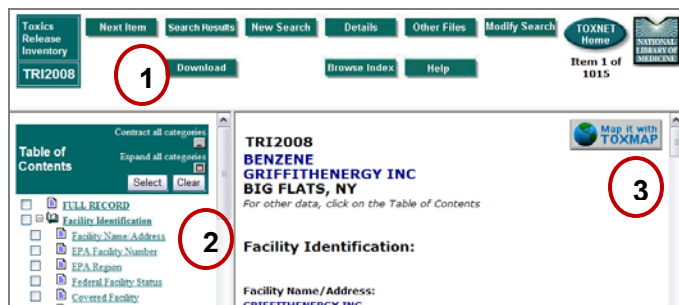 Toxics
Release
Inventory
TRI2008
Next Item
Search Results
New Search
Details
Other Files
Modify Search
TOXNET
Home
NATIONAL
LIBRARY OF
MEDICINE
Download
Browse Index
Help
Item 1 of
1015
1
Table of
Contents
Contract all categories
Expand all categories
Select
Clear
FULL RECORD
Facility Identification
Facility Name/Address
EPA Facility Number
EPA Region
Federal Facility Status
Covered Facility
2
TRI2008
BENZENE
GRIFFITHENERGY INC
BIG FLATS, NY
For other data, click on the Table of Contents
Map it with
TOXMAP
3
Facility Identification:
Facility Name/Address:
GRIFFITHENERGY INC